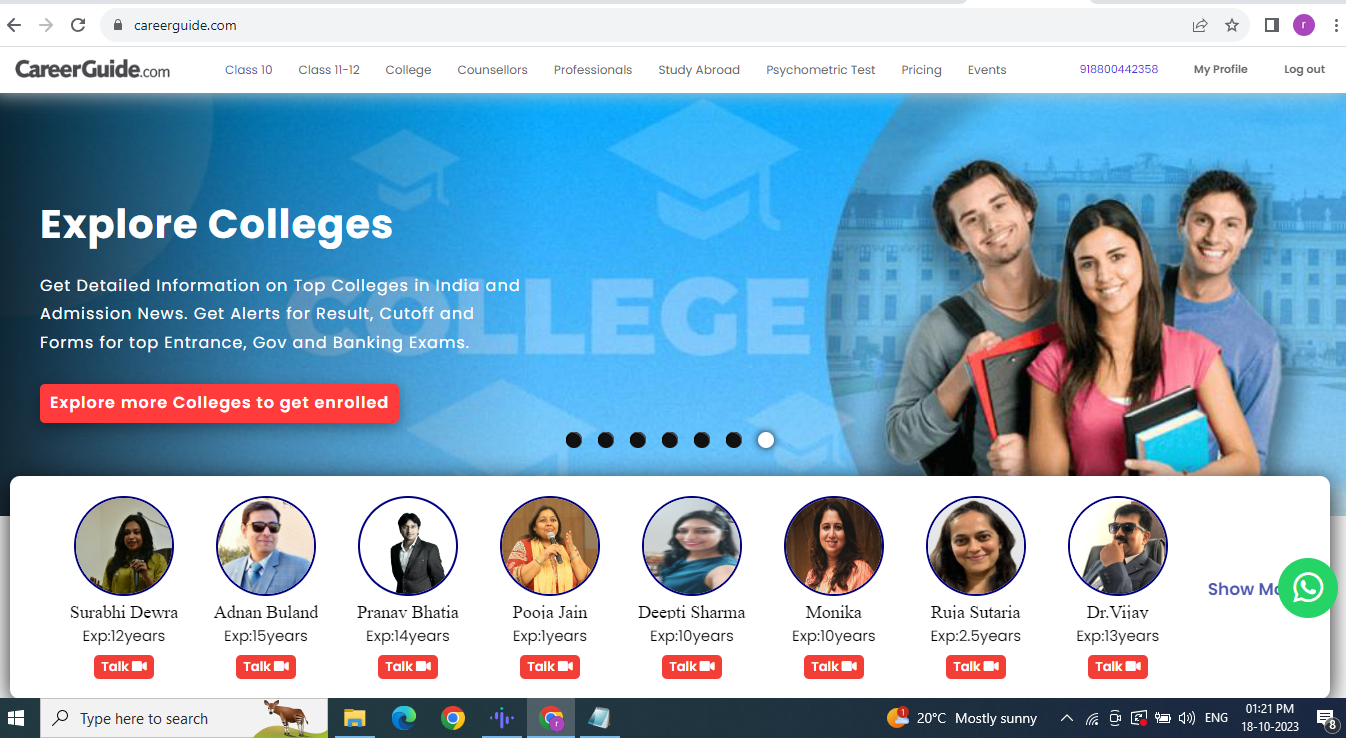 careerguide.com
r
CareerGuide.com
Class 10
Class 11-12
College
Counsellors
Professionals
Study Abroad
Psychometric Test
Pricing
Events
918800442358
My Profile
Log out
COLLEGE
Explore Colleges
Get Detailed Information on Top Colleges in India and
Admission News. Get Alerts for Result, Cutoff and
Forms for top Entrance, Gov and Banking Exams.
Explore more Colleges to get enrolled
Surabhi Dewra
Exp:12years
Talk
Adnan Buland
Exp:15years
Talk
Pranav Bhatia
Exp:14years
Talk
Pooja Jain
Exp:1years
Talk
Deepti Sharma
Exp:10years
Talk
Monika
Exp:10years
Talk
Ruja Sutaria
Exp:2.5years
Talk
Dr.Vijay
Exp:13years
Talk
Show
Type here to search
r
1
20°C Mostly sunny
ENG
01:21 PM
18-10-2023
8